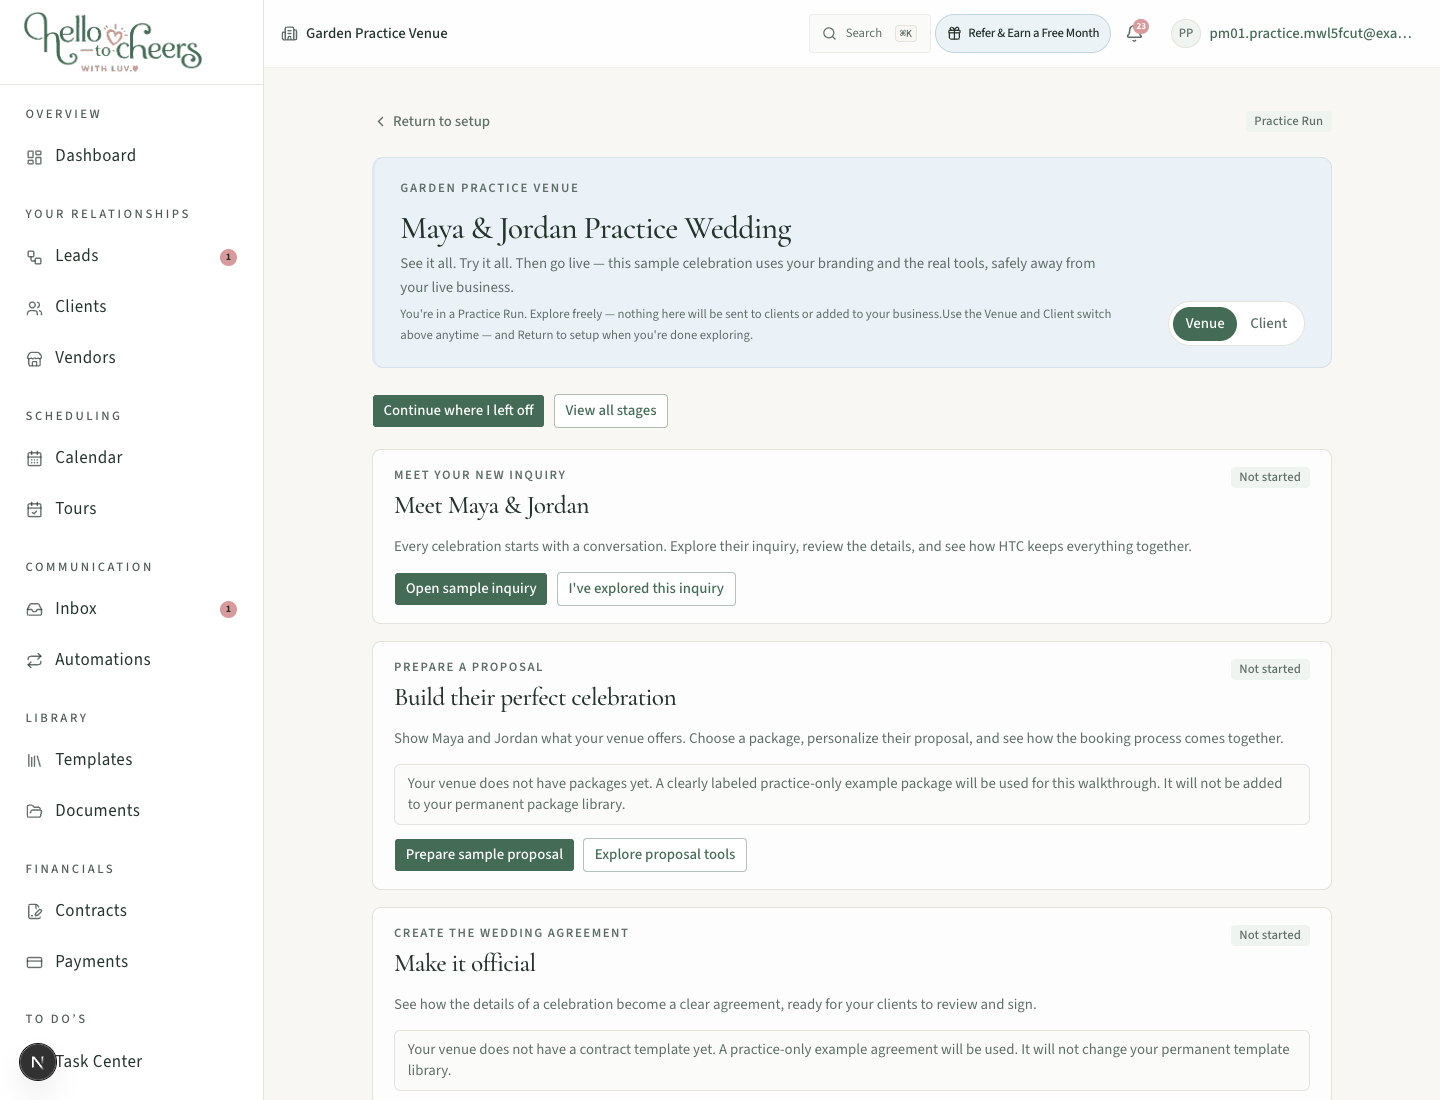 hello
to cheers
WITH LUV.
Garden Practice Venue
Search
⌘K
Refer & Earn a Free Month
23
PP
pm01.practice.mwl5fcut@exa...
OVERVIEW
Dashboard
YOUR RELATIONSHIPS
Leads
1
Clients
Vendors
SCHEDULING
Calendar
Tours
COMMUNICATION
Inbox
1
Automations
LIBRARY
Templates
Documents
FINANCIALS
Contracts
Payments
TO DO'S
N
Task Center
Return to setup
Practice Run
GARDEN PRACTICE VENUE
Maya & Jordan Practice Wedding
See it all. Try it all. Then go live — this sample celebration uses your branding and the real tools, safely away from
your live business.
You're in a Practice Run. Explore freely — nothing here will be sent to clients or added to your business.Use the Venue and Client switch
above anytime — and Return to setup when you're done exploring.
Venue
Client
Continue where I left off
View all stages
MEET YOUR NEW INQUIRY
Not started
Meet Maya & Jordan
Every celebration starts with a conversation. Explore their inquiry, review the details, and see how HTC keeps everything together.
Open sample inquiry
I've explored this inquiry
PREPARE A PROPOSAL
Not started
Build their perfect celebration
Show Maya and Jordan what your venue offers. Choose a package, personalize their proposal, and see how the booking process comes together.
Your venue does not have packages yet. A clearly labeled practice-only example package will be used for this walkthrough. It will not be added
to your permanent package library.
Prepare sample proposal
Explore proposal tools
CREATE THE WEDDING AGREEMENT
Not started
Make it official
See how the details of a celebration become a clear agreement, ready for your clients to review and sign.
Your venue does not have a contract template yet. A practice-only example agreement will be used. It will not change your permanent template
library.